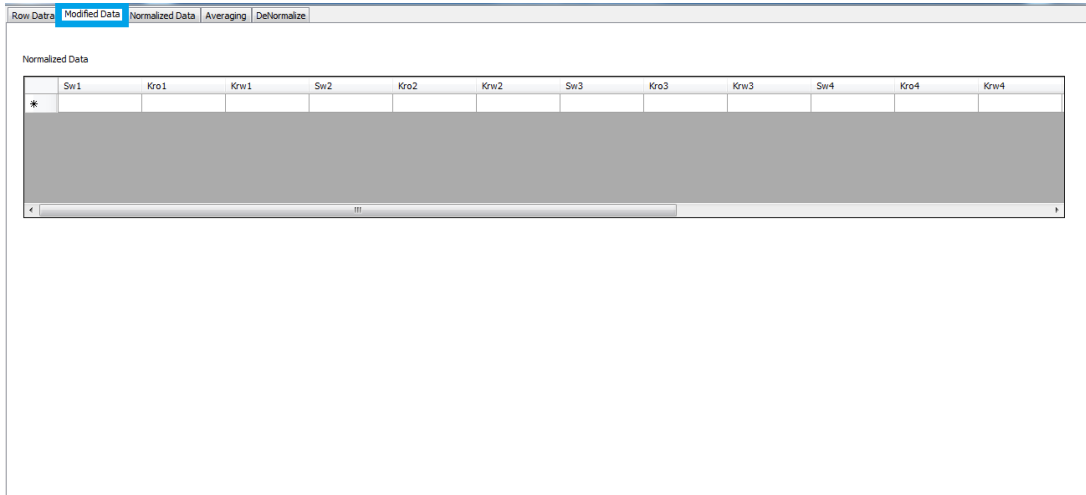 Row Datra Modified Data Normalized Data Averaging DeNormalize
Normalized Data
Sw1 Kro1 Krw1 Sw2 Kro2 Krw2 Sw3 Kro3 Krw3 Sw4 Kro4 Krw4